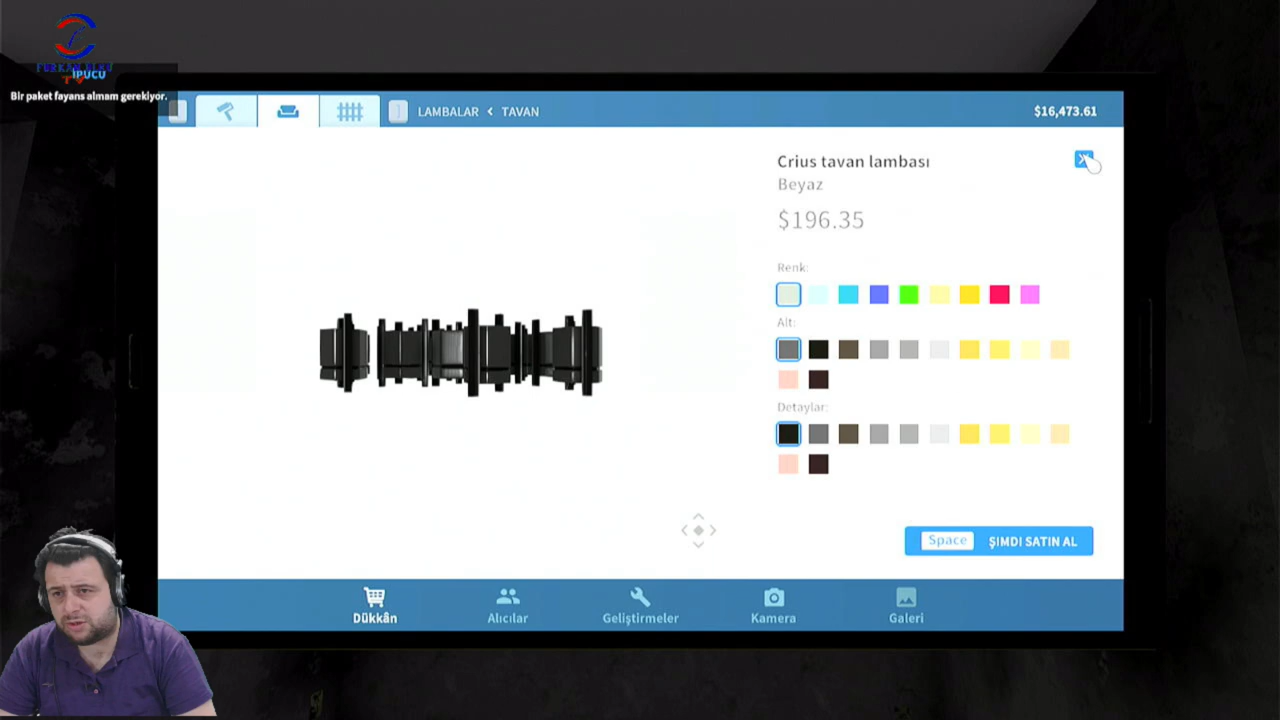 İPUCU
Bir paket fayans almam gerekiyor.
LAMBALAR < TAVAN
$16,473.61
Crius tavan lambası
Beyaz
$196.35
Renk:
Alt:
Detaylar:
Space ŞIMDI SATIN AL
Dükkân
Alıcılar
Geliştirmeler
Kamera
Galeri